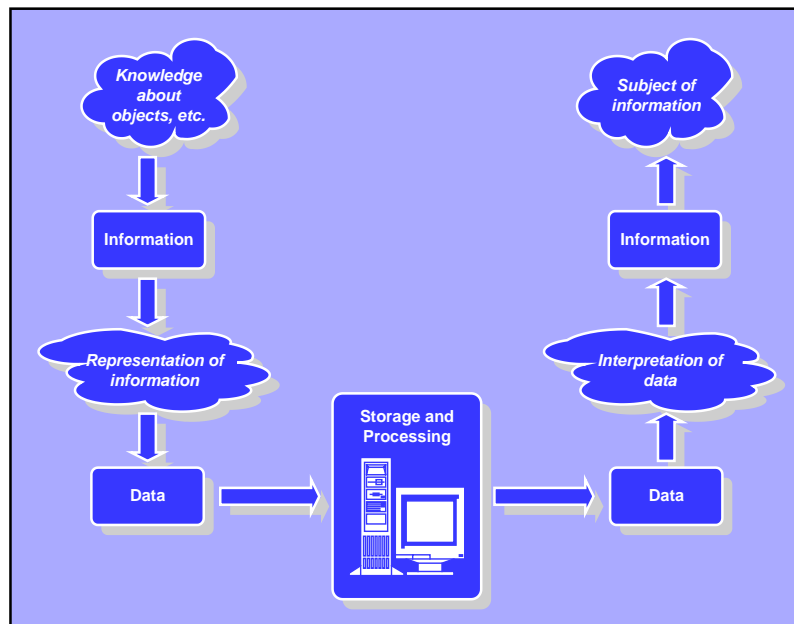 Knowledge
about
objects, etc.
Information
Representation of
information
Data
Storage and
Processing
Data
Interpretation of
data
Information
Subject of
information